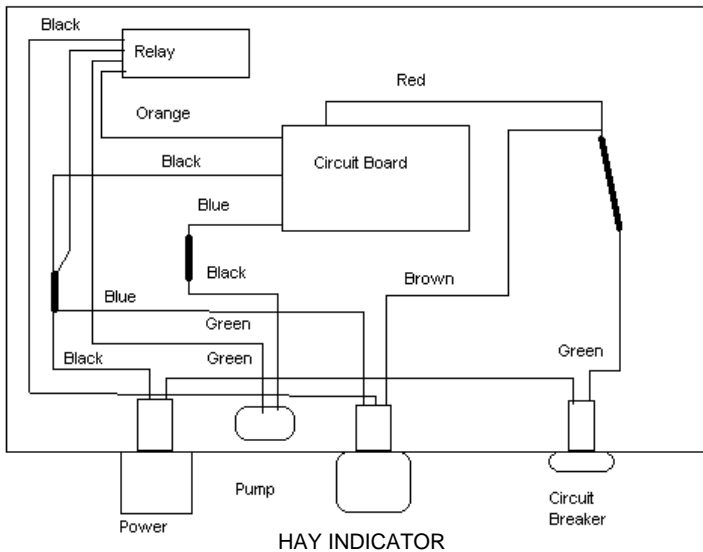 Black
Relay
Red
Orange
Black
Circuit Board
Blue
Black
Brown
Blue
Green
Black
Green
Green
Pump
Circuit
Breaker
Power
HAY INDICATOR